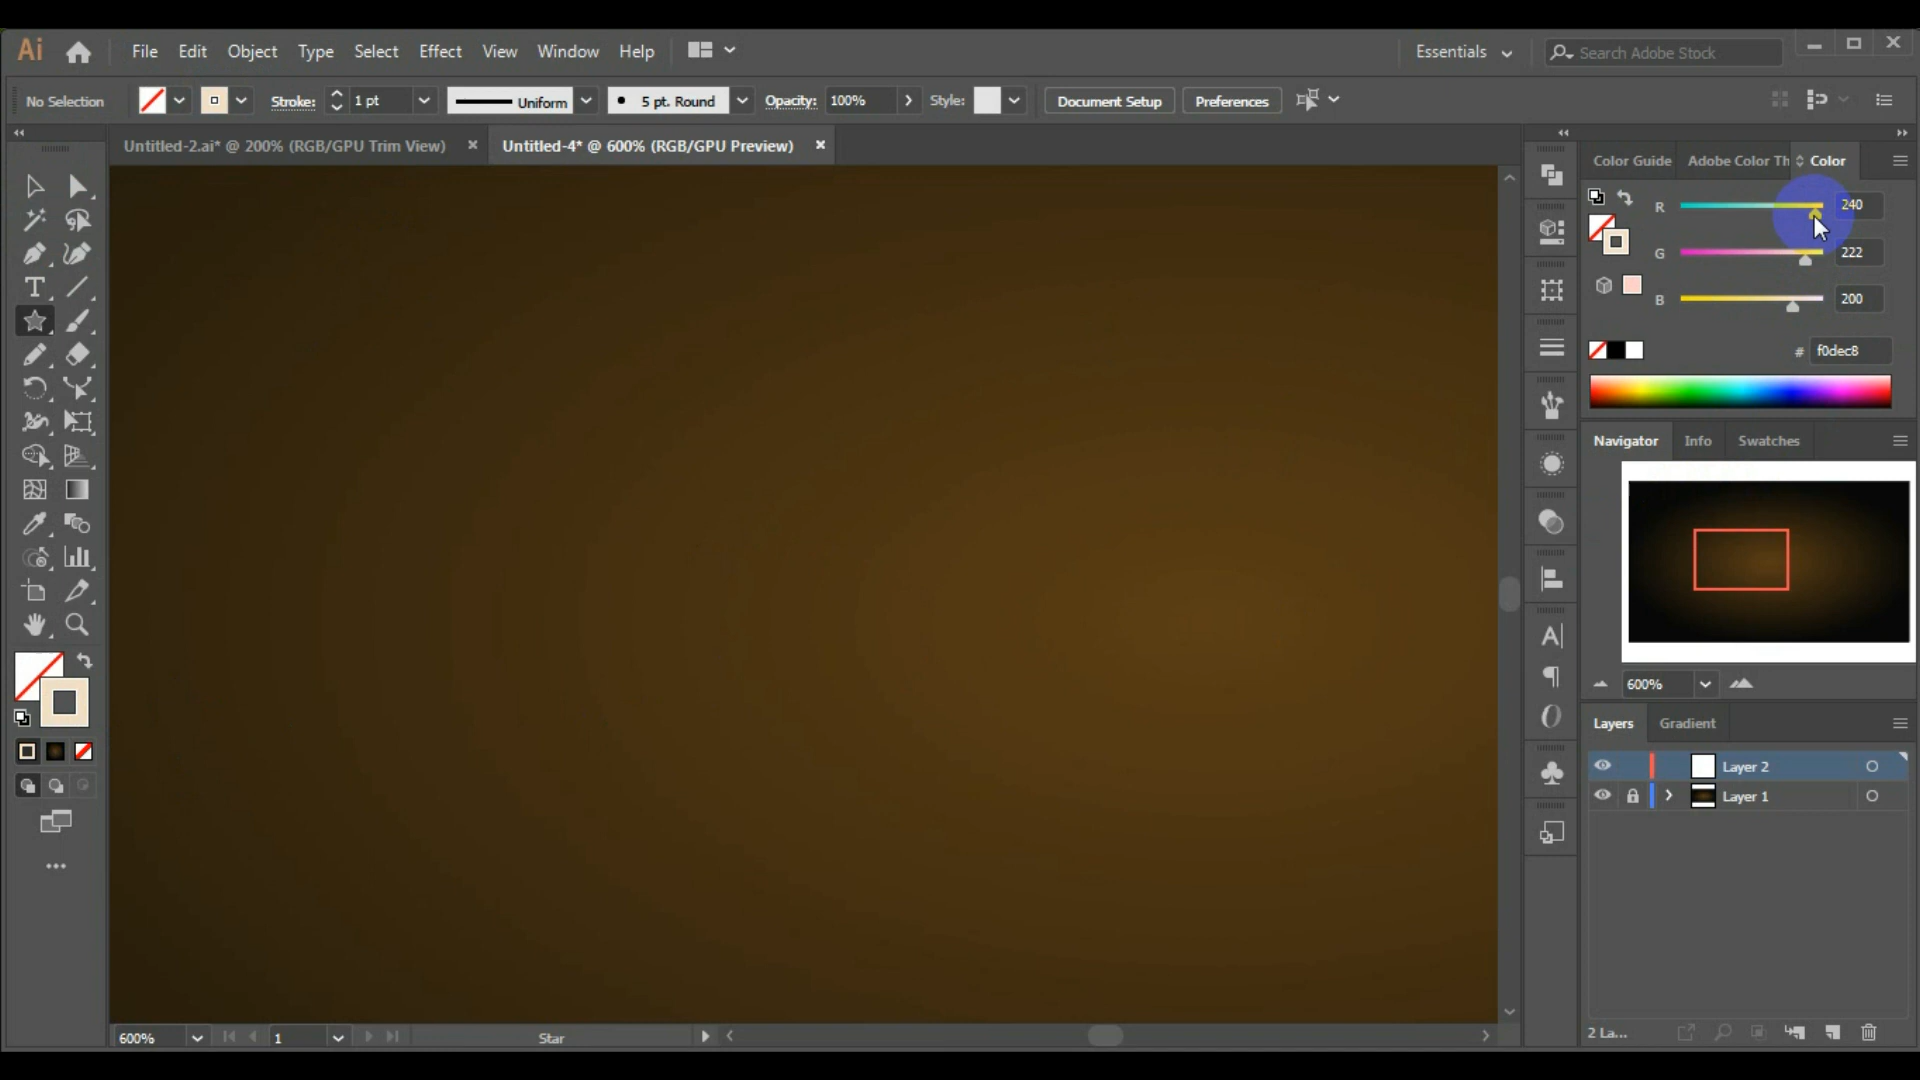 Ai File Edit Object Type Select Effect View Window Help Essentials Search Adobe Stock
No Selection Stroke: 1 pt Uniform 5 pt. Round Opacity: 100% Style: Document Setup Preferences
Untitled-2.ai* @ 200% (RGB/GPU Trim View) Untitled-4* @ 600% (RGB/GPU Preview)
Color Guide Adobe Color Th Color
R 240
G 222
B 200
# f0dec8
Navigator Info Swatches
600%
Layers Gradient
Layer 2
Layer 1
600% 1 Star 2 La...